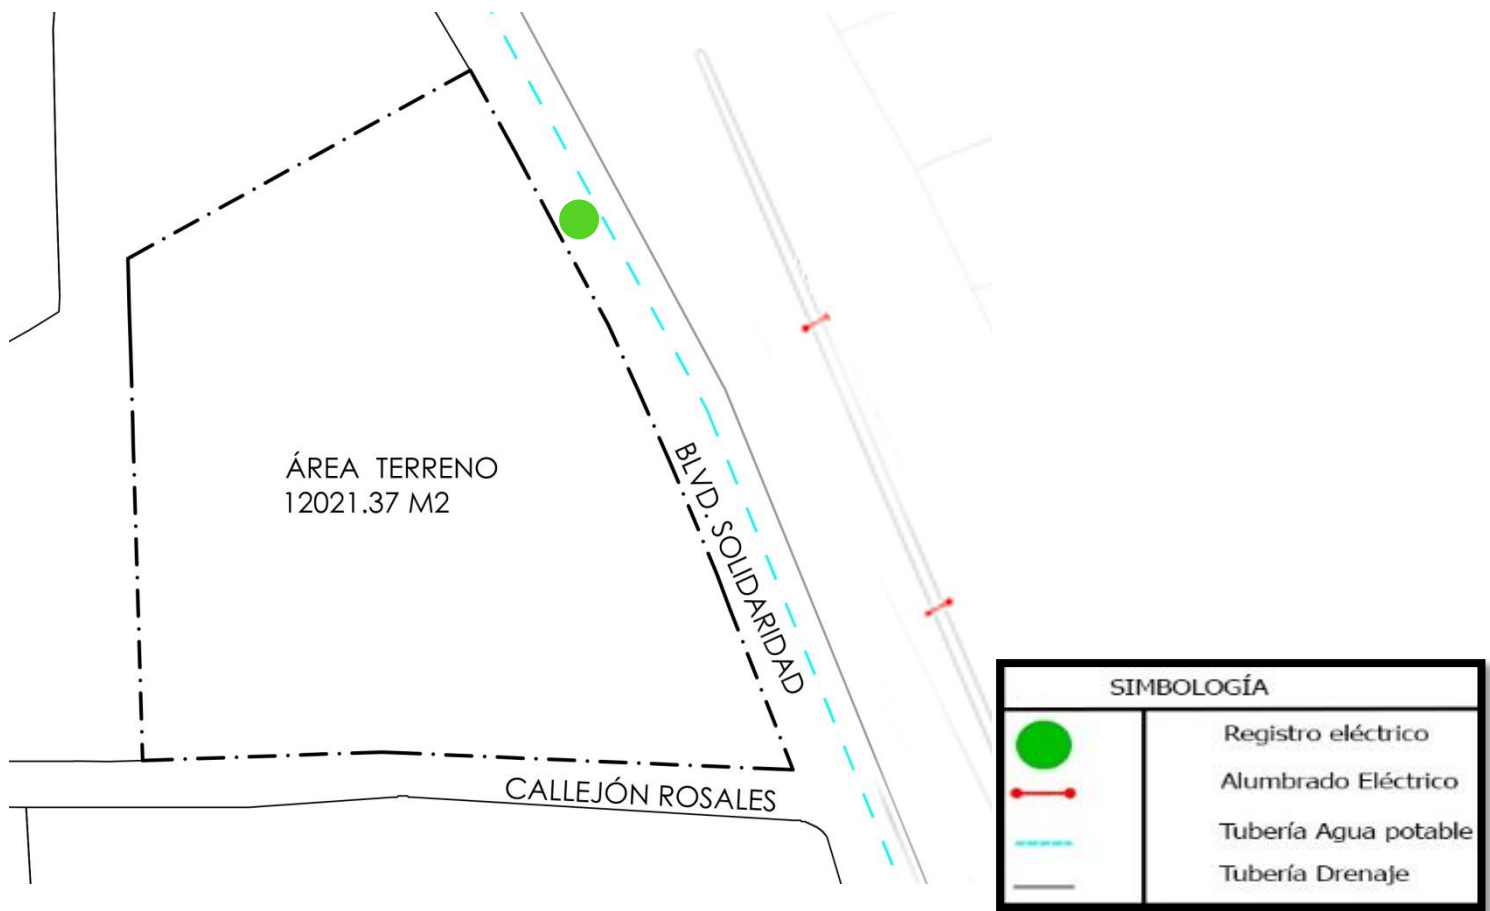 ÁREA TERRENO
12021.37 M2
BLVD. SOLIDARIDAD
CALLEJÓN ROSALES
SIMBOLOGÍA
Registro eléctrico
Alumbrado Eléctrico
Tubería Agua potable
Tubería Drenaje